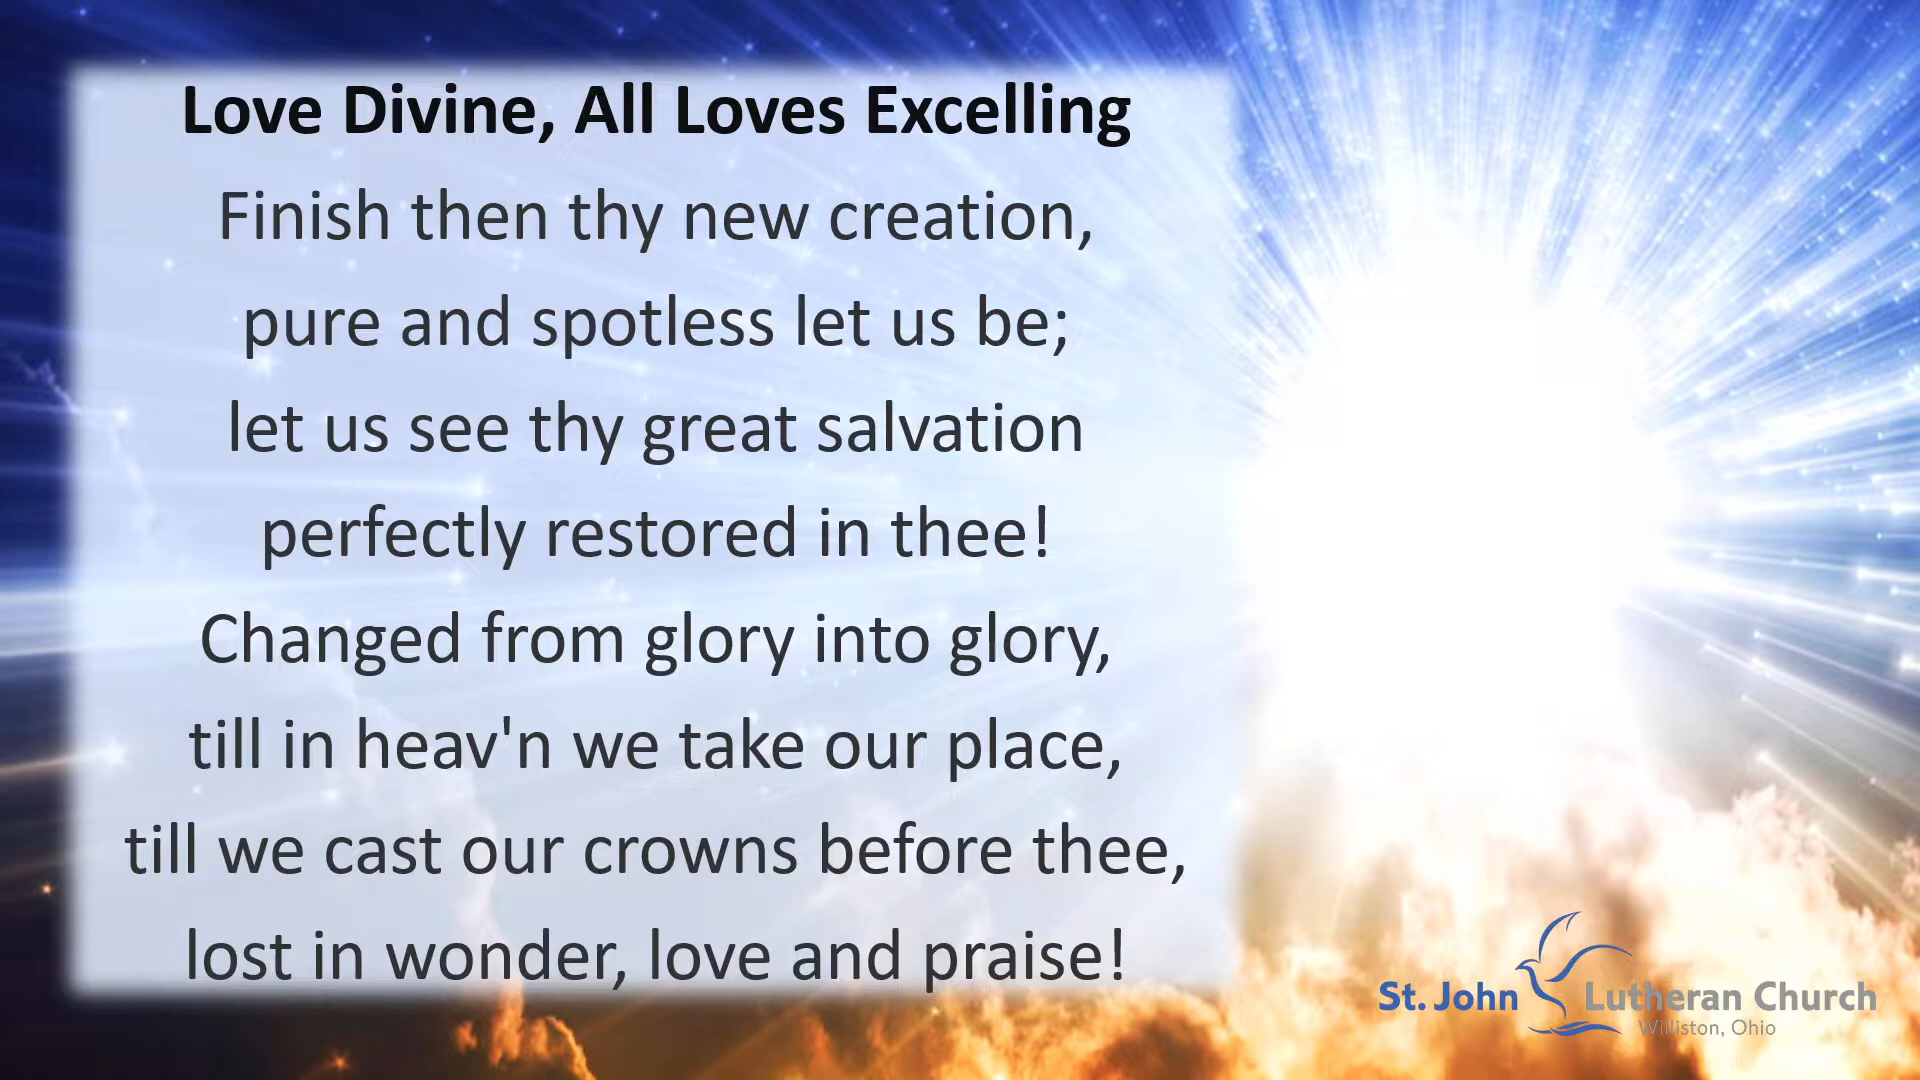 Love Divine, All Loves Excelling
Finish then thy new creation,
pure and spotless let us be;
let us see thy great salvation
perfectly restored in thee!
Changed from glory into glory,
till in heav'n we take our place,
till we cast our crowns before thee,
lost in wonder, love and praise!
St. John Lutheran Church
Williston, Ohio